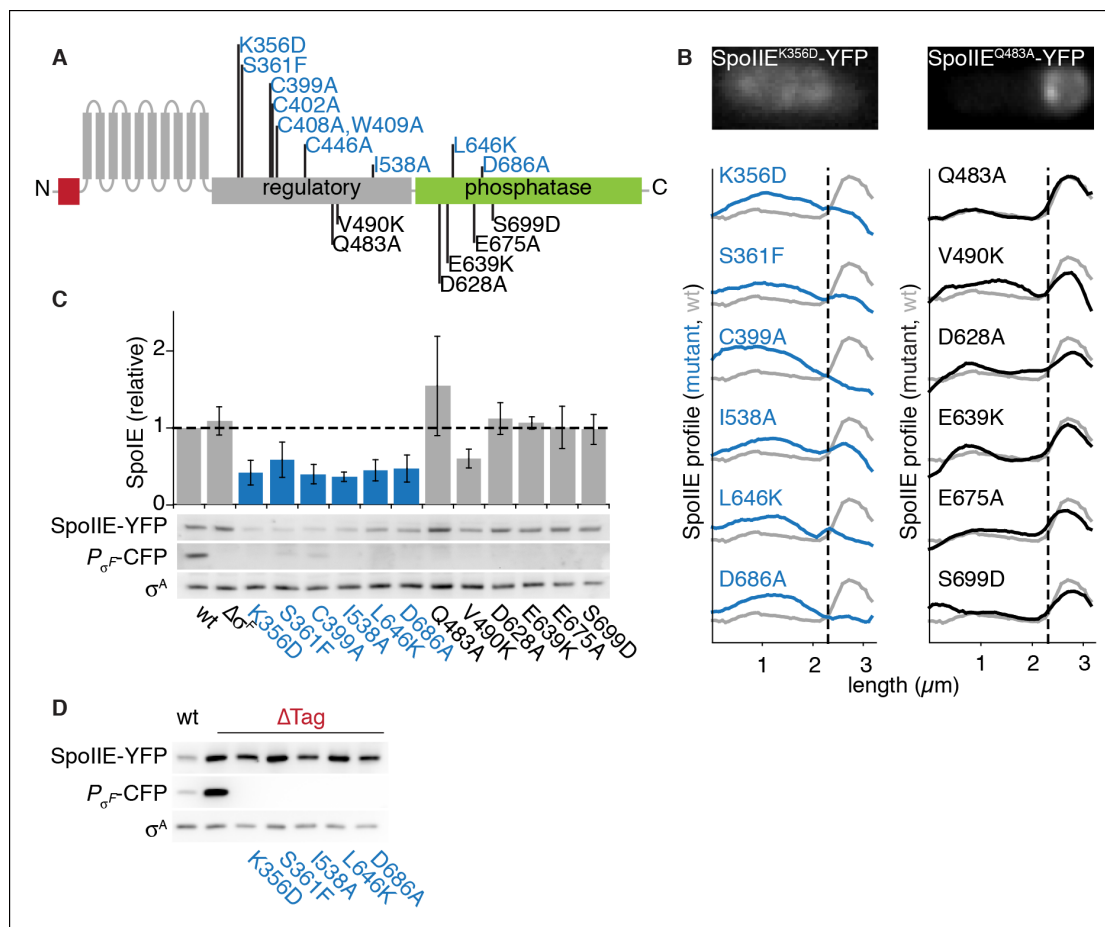 A
K356D
S361F
C399A
C402A
C408A,W409A
C446A
I538A
L646K
D686A
N
regulatory
phosphatase
C
V490K
Q483A
S699D
E675A
E639K
D628A
B
SpoIIE^K356D-YFP
SpoIIE^Q483A-YFP
SpoIIE profile (mutant, wt)
K356D
S361F
C399A
I538A
L646K
D686A
SpoIIE profile (mutant, wt)
Q483A
V490K
D628A
E639K
E675A
S699D
1 2 3
1 2 3
length (µm)
C
SpoIE (relative)
2
1
0
SpoIIE-YFP
P_σF-CFP
σ^A
wt
Δσ^F
K356D
S361F
C399A
I538A
L646K
D686A
Q483A
V490K
D628A
E639K
E675A
S699D
D
wt
ΔTag
SpoIIE-YFP
P_σF-CFP
σ^A
K356D
S361F
I538A
L646K
D686A